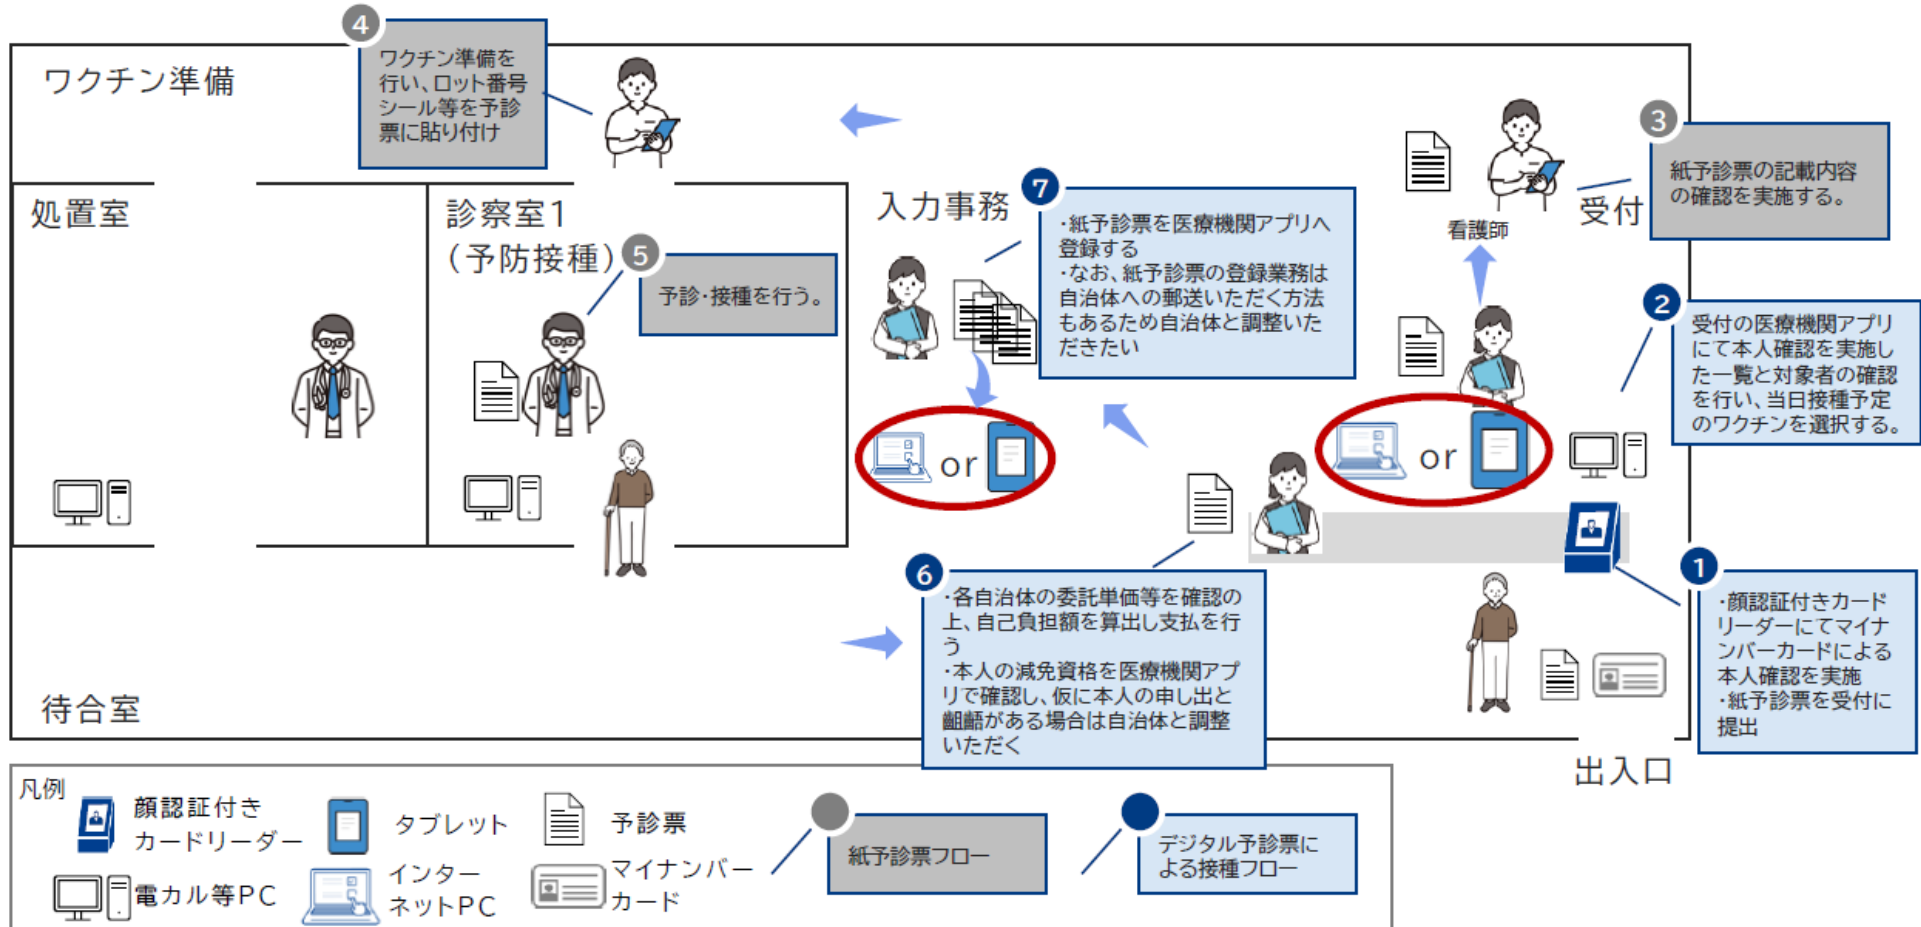 4
ワクチン準備を
行い、ロット番号
シール等を予診
票に貼り付け
ワクチン準備
3
紙予診票の記載内容
の確認を実施する。
受付
看護師
処置室
診察室1
(予防接種)
5
予診・接種を行う。
入力事務
7
・紙予診票を医療機関アプリへ
登録する
・なお、紙予診票の登録業務は
自治体への郵送いただく方法
もあるため自治体と調整いた
だきたい
2
受付の医療機関アプリ
にて本人確認を実施し
た一覧と対象者の確認
を行い、当日接種予定
のワクチンを選択する。
or
or
6
・各自治体の委託単価等を確認の
上、自己負担額を算出し支払を行
う
・本人の減免資格を医療機関アプ
リで確認し、仮に本人の申し出と
齟齬がある場合は自治体と調整
いただく
1
・顔認証付きカード
リーダーにてマイナ
ンバーカードによる
本人確認を実施
・紙予診票を受付に
提出
待合室
出入口
凡例
顔認証付き
カードリーダー
タブレット
予診票
紙予診票フロー
デジタル予診票に
よる接種フロー
電カル等PC
インター
ネットPC
マイナンバー
カード